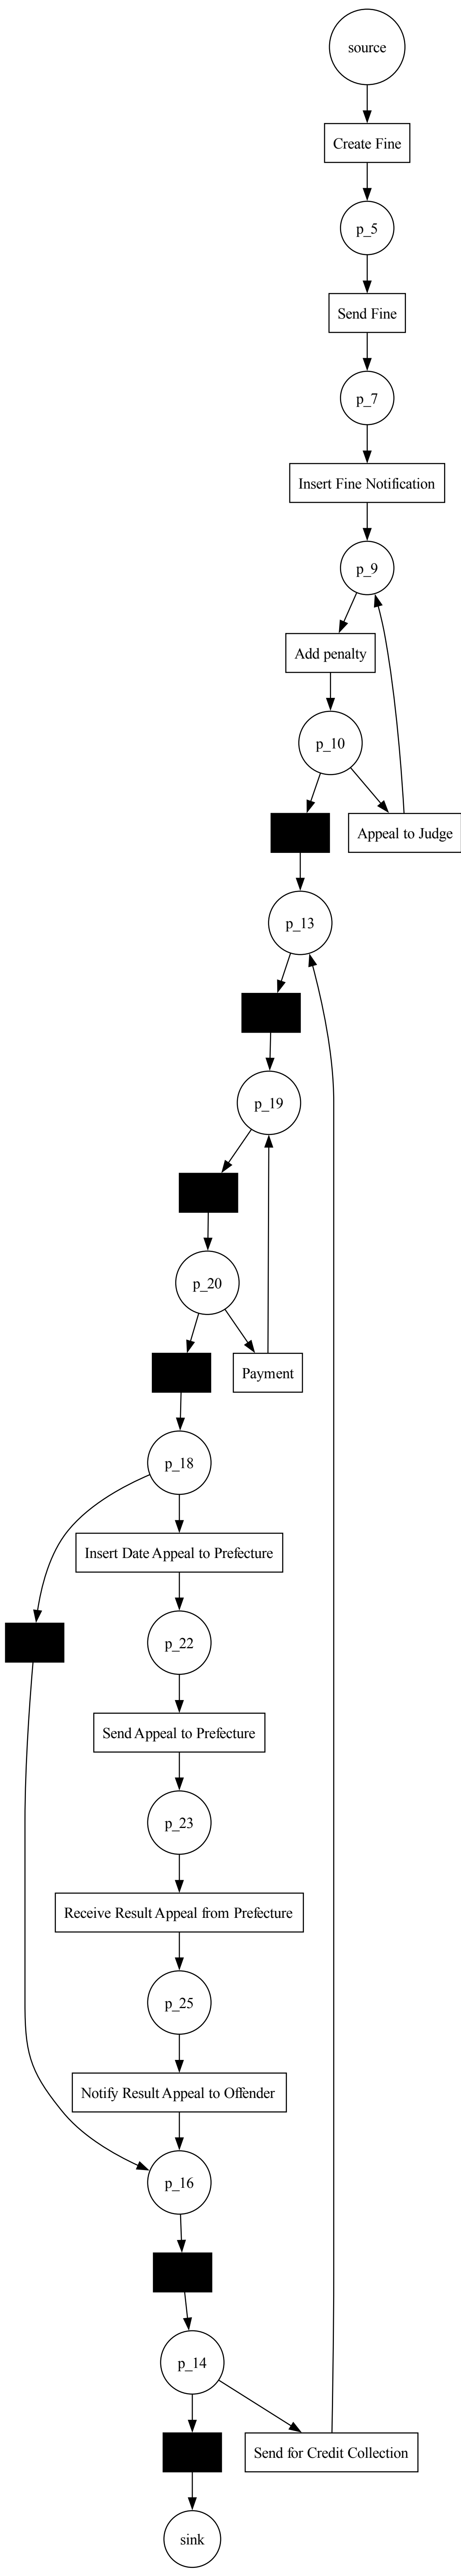 source
Create Fine
p_5
Send Fine
p_7
Insert Fine Notification
p_9
Add penalty
p_10
Appeal to Judge
p_13
p_19
p_20
Payment
p_18
Insert Date Appeal to Prefecture
p_22
Send Appeal to Prefecture
p_23
Receive Result Appeal from Prefecture
p_25
Notify Result Appeal to Offender
p_16
p_14
Send for Credit Collection
sink